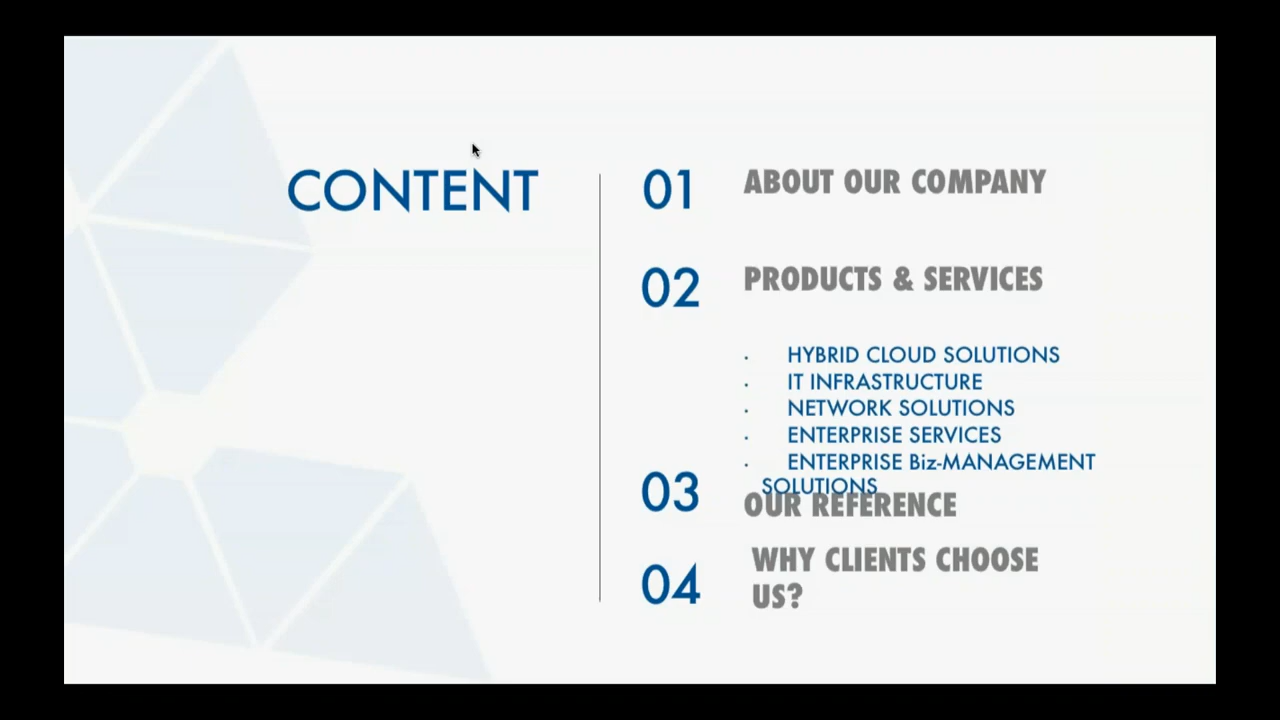 CONTENT
01 ABOUT OUR COMPANY
02 PRODUCTS & SERVICES
· HYBRID CLOUD SOLUTIONS
· IT INFRASTRUCTURE
· NETWORK SOLUTIONS
· ENTERPRISE SERVICES
· ENTERPRISE Biz-MANAGEMENT
SOLUTIONS
03 OUR REFERENCE
04 WHY CLIENTS CHOOSE
US?